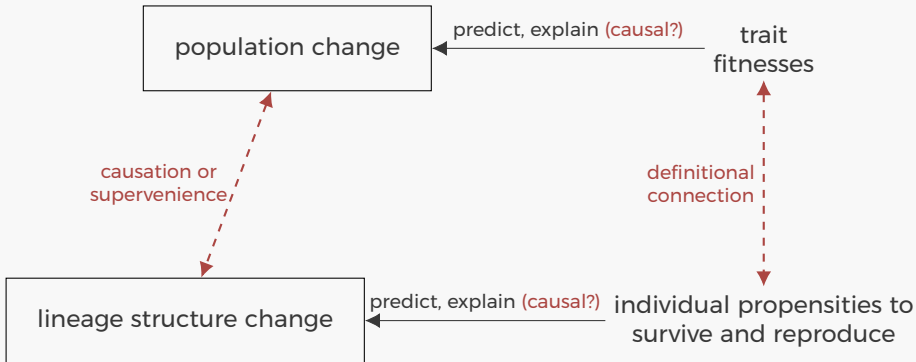 population change
predict, explain (causal?)
trait
fitnesses
causation or
supervenience
definitional
connection
lineage structure change
predict, explain (causal?)
individual propensities to
survive and reproduce